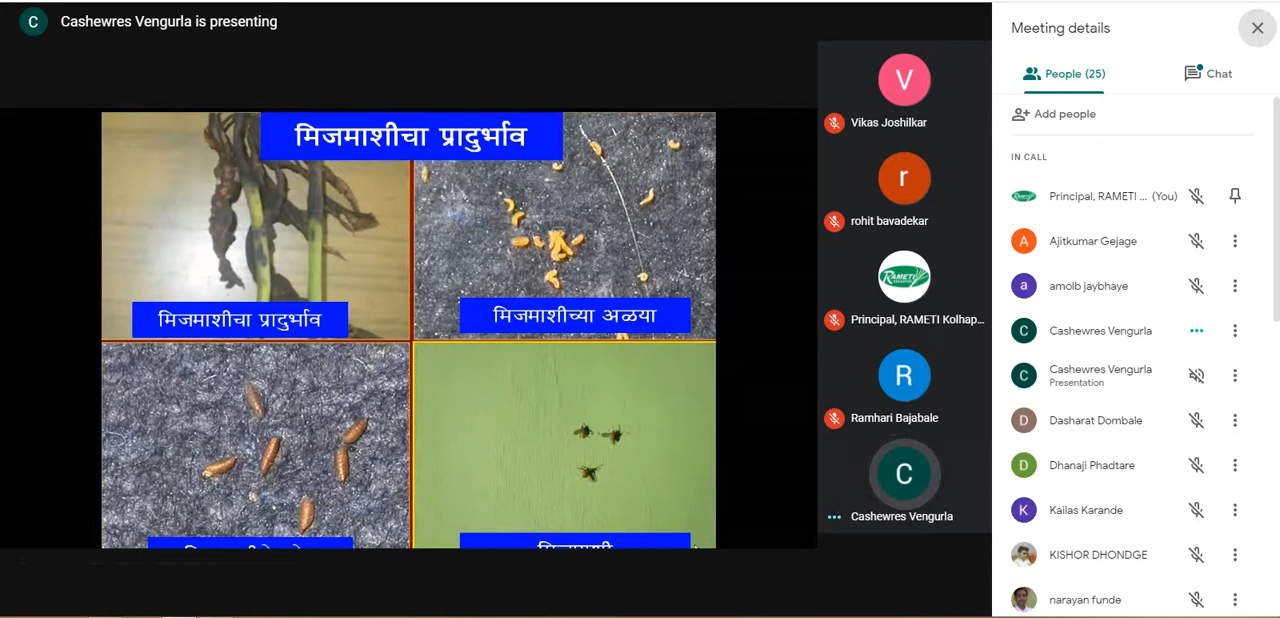 C
Cashewres Vengurla is presenting
मिजमाशीचा प्रादुर्भाव
मिजमाशीचा प्रादुर्भाव
मिजमाशीच्या अळया
V
Vikas Joshilkar
r
rohit bavadekar
RAMETI
Principal, RAMETI Kolhap...
R
Ramhari Bajabale
C
Cashewres Vengurla
Meeting details
People (25)
Chat
Add people
IN CALL
Principal, RAMETI ... (You)
A
Ajitkumar Gejage
a
amolb jaybhaye
C
Cashewres Vengurla
C
Cashewres Vengurla
Presentation
D
Dasharat Dombale
D
Dhanaji Phadtare
K
Kailas Karande
KISHOR DHONDGE
narayan funde